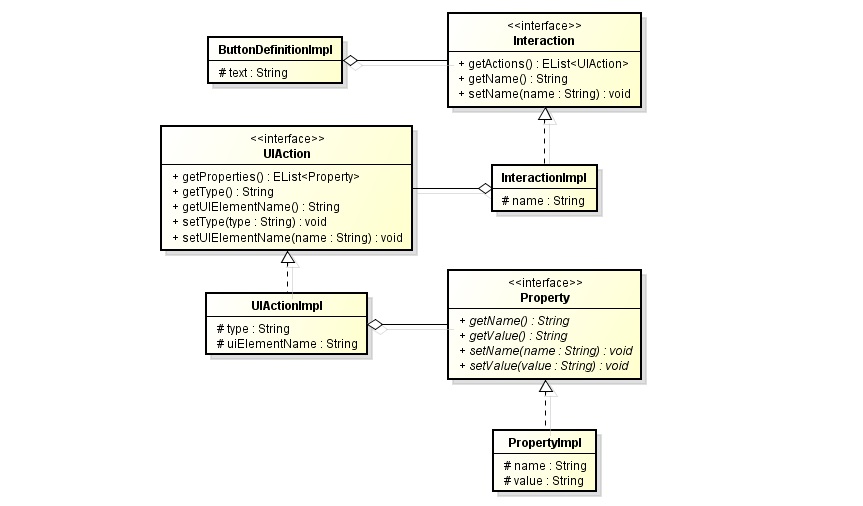 <<interface>>
Interaction
+ getActions() : EList<UIAction>
+ getName() : String
+ setName(name : String) : void
ButtonDefinitionImpl
# text : String
<<interface>>
UIAction
+ getProperties() : EList<Property>
+ getType() : String
+ getUIElementName() : String
+ setType(type : String) : void
+ setUIElementName(name : String) : void
InteractionImpl
# name : String
<<interface>>
Property
+ getName() : String
+ getValue() : String
+ setName(name : String) : void
+ setValue(value : String) : void
UIActionImpl
# type : String
# uiElementName : String
PropertyImpl
# name : String
# value : String